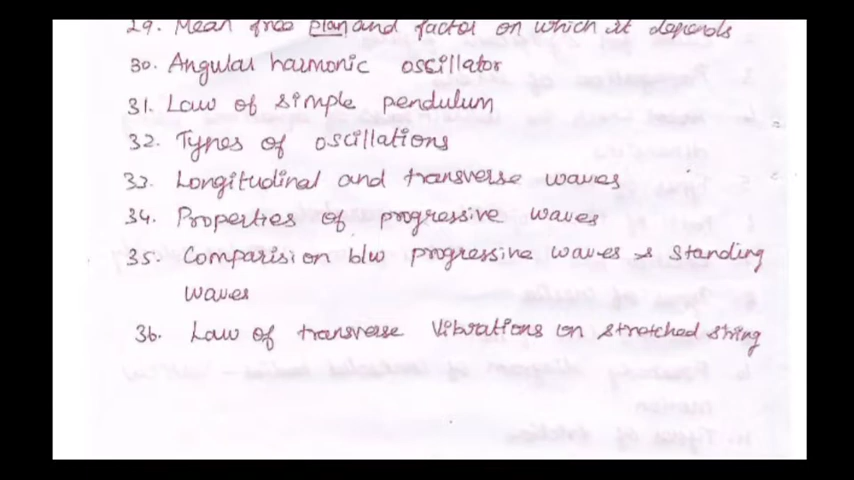 29. Mean free plan and factor on which it depends
30. Angular harmonic oscillator
31. Law of simple pendulum
32. Types of oscillations
33. Longitudinal and transverse waves
34. Properties of progressive waves
35. Comparision b/w progressive waves & standing
waves
36. Law of transverse vibrations on stretched string